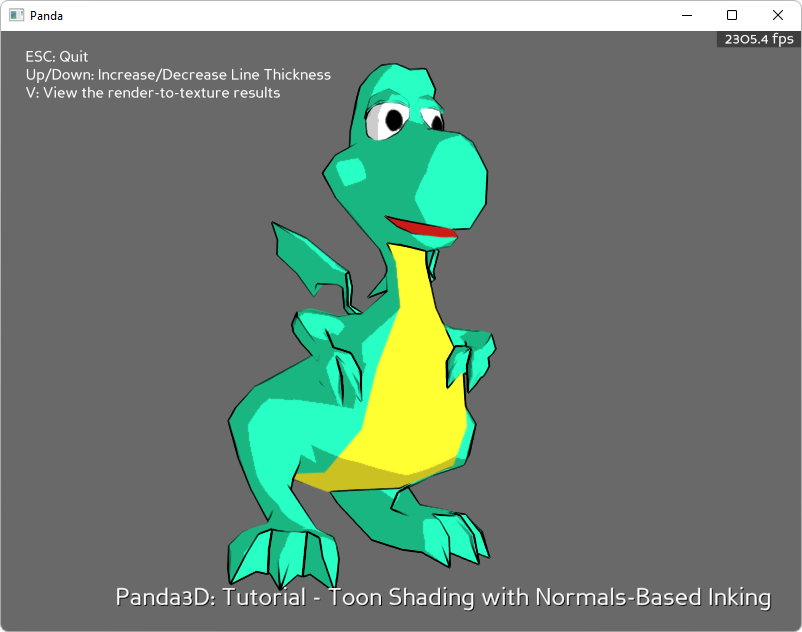 Panda
2305.4 fps
ESC: Quit
Up/Down: Increase/Decrease Line Thickness
V: View the render-to-texture results
Panda3D: Tutorial - Toon Shading with Normals-Based Inking